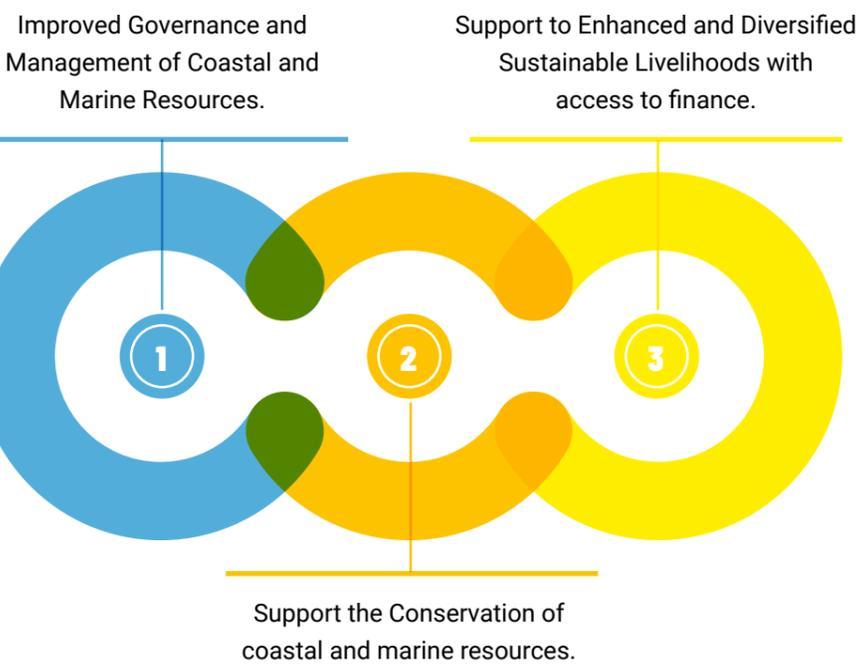 Improved Governance and
Management of Coastal and
Marine Resources.
Support to Enhanced and Diversified
Sustainable Livelihoods with
access to finance.
1
2
3
Support the Conservation of
coastal and marine resources.